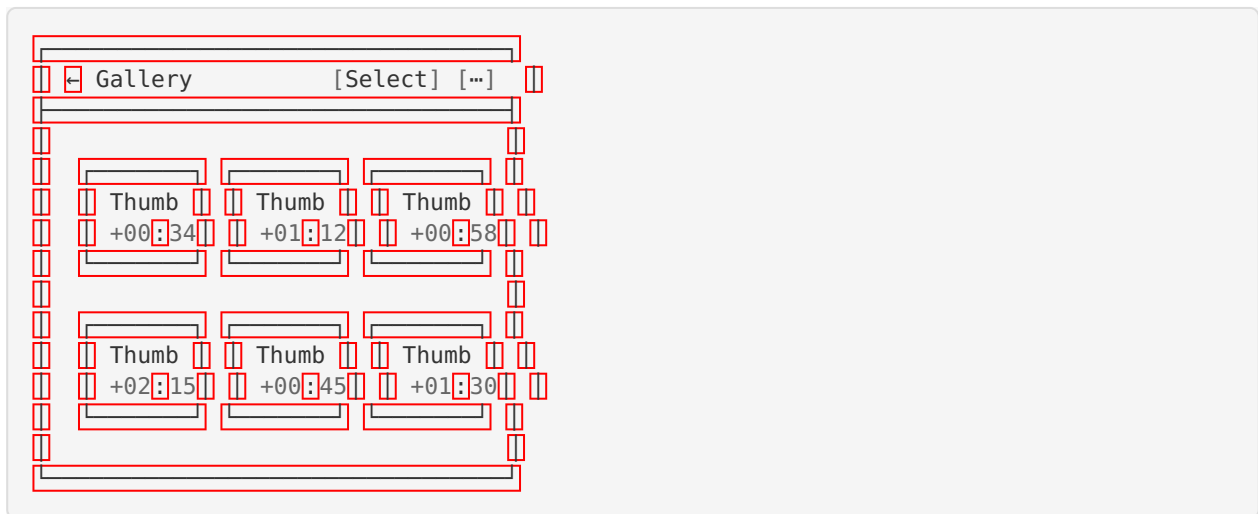 ┌──────────────────────────────┐
│ ← Gallery         [Select] […]  │
├──────────────────────────────┤
│                              │
│  ┌───────┐ ┌───────┐ ┌───────┐ │
│  │ Thumb │ │ Thumb │ │ Thumb │ │
│  │ +00:34│ │ +01:12│ │ +00:58│ │
│  └───────┘ └───────┘ └───────┘ │
│                              │
│  ┌───────┐ ┌───────┐ ┌───────┐ │
│  │ Thumb │ │ Thumb │ │ Thumb │ │
│  │ +02:15│ │ +00:45│ │ +01:30│ │
│  └───────┘ └───────┘ └───────┘ │
│                              │
└──────────────────────────────┘